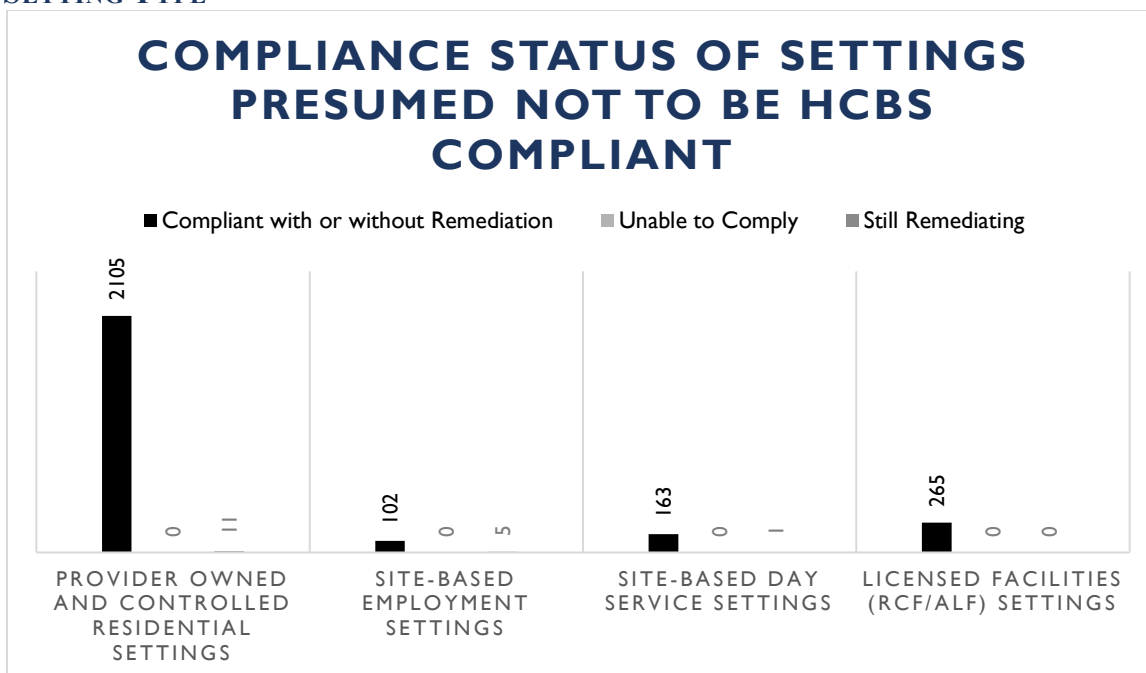 SETTING TYPE
COMPLIANCE STATUS OF SETTINGS
PRESUMED NOT TO BE HCBS
COMPLIANT
Compliant with or without Remediation Unable to Comply Still Remediating
2105 0 11 102 0 5 163 0 1 265 0 0
PROVIDER OWNED
AND CONTROLLED
RESIDENTIAL
SETTINGS
SITE-BASED
EMPLOYMENT
SETTINGS
SITE-BASED DAY
SERVICE SETTINGS
LICENSED FACILITIES
(RCF/ALF) SETTINGS